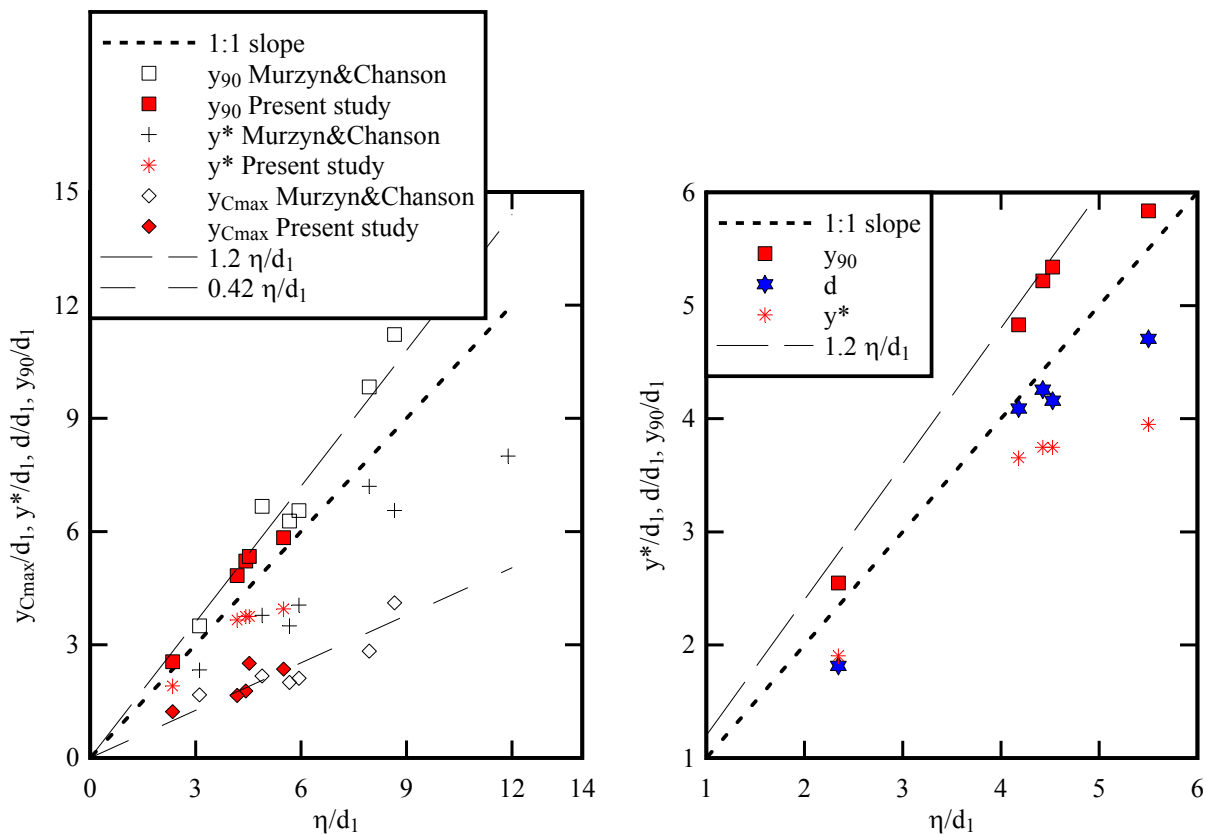 1:1 slope
y90 Murzyn&Chanson
y90 Present study
y* Murzyn&Chanson
y* Present study
yCmax Murzyn&Chanson
yCmax Present study
1.2 η/d1
0.42 η/d1
15
12
9
6
3
0
0 3 6 9 12 14
η/d1
yCmax/d1, y*/d1, d/d1, y90/d1
1:1 slope
y90
d
y*
1.2 η/d1
6
5
4
3
2
1
1 2 3 4 5 6
η/d1
y*/d1, d/d1, y90/d1